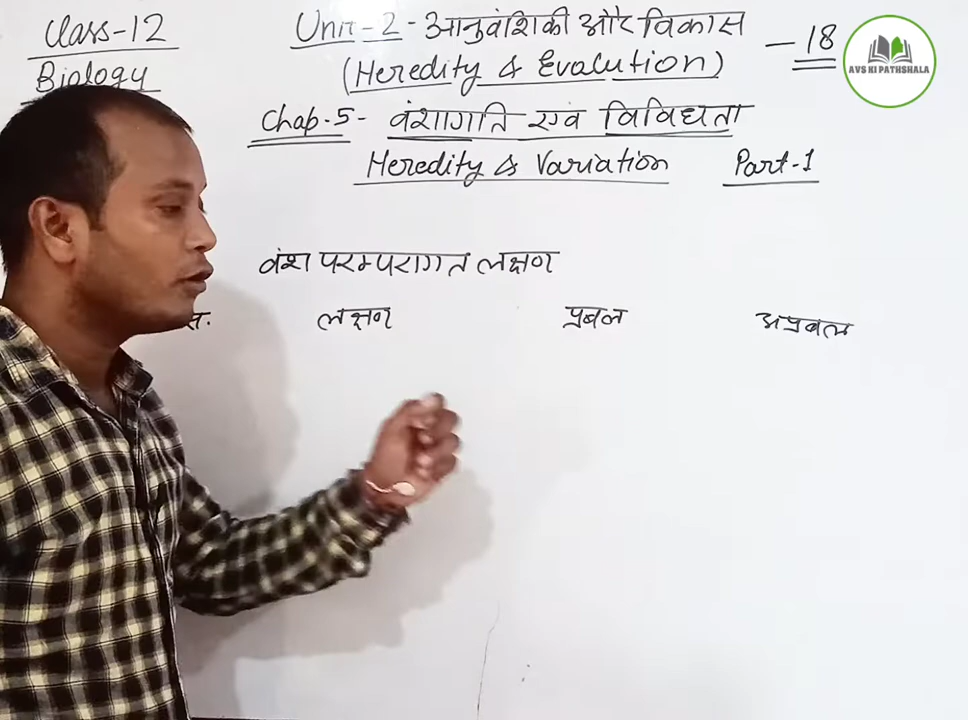 Class-12
Unit-2-आनुवंशिकी और विकास
-18
Biology
(Heredity & Evalution)
AVS KI PATHSHALA
Chap.5- वंशागति एवं विविधता
Heredity & Variation Part-1
वंश परम्परागत लक्षण
स. लक्षण प्रबल अप्रबल